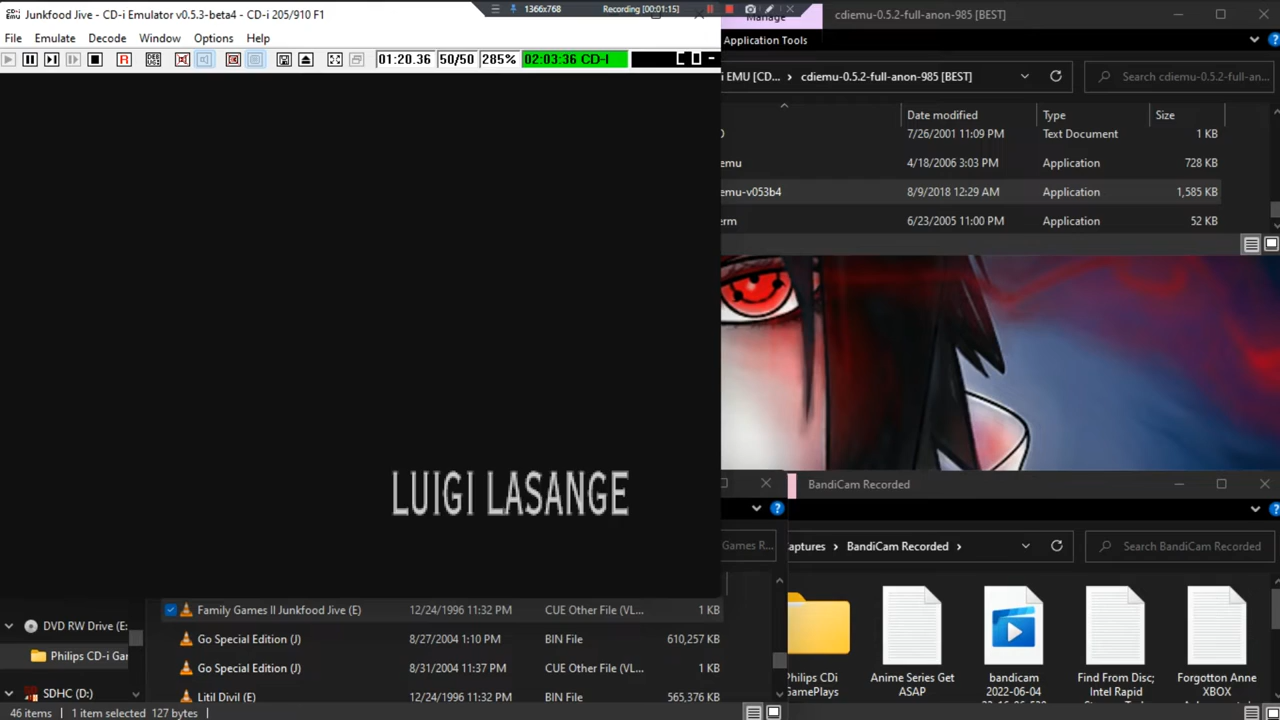 Junkfood Jive - CD-i Emulator v0.5.3-beta4 - CD-i 205/910 F1
1366x768
Recording [00:01:15]
Manage
cdiemu-0.5.2-full-anon-985 [BEST]
File Emulate Decode Window Options Help
Application Tools
01:20.36 50/50 285% 02:03:36 CD-I
i EMU [CD... > cdiemu-0.5.2-full-anon-985 [BEST]
Search cdiemu-0.5.2-full-an...
Date modified Type Size
7/26/2001 11:09 PM Text Document 1 KB
emu 4/18/2006 3:03 PM Application 728 KB
emu-v053b4 8/9/2018 12:29 AM Application 1,585 KB
erm 6/23/2005 11:00 PM Application 52 KB
LUIGI LASANGE
BandiCam Recorded
Games R...
aptures > BandiCam Recorded >
Search BandiCam Recorded
Family Games II Junkfood Jive (E) 12/24/1996 11:32 PM CUE Other File (VL... 1 KB
DVD RW Drive (E:
Go Special Edition (J) 8/27/2004 1:10 PM BIN File 610,257 KB
Philips CD-i Gar
Go Special Edition (J) 8/31/2004 11:37 PM CUE Other File (VL... 1 KB
SDHC (D:)
Litil Divil (E) 12/24/1996 11:32 PM BIN File 565,376 KB
Philips CDi
GamePlays
Anime Series Get
ASAP
bandicam
2022-06-04
Find From Disc;
Intel Rapid
Forgotton Anne
XBOX
46 items 1 item selected 127 bytes